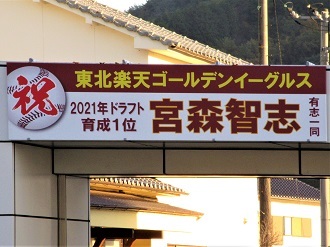 祝
東北楽天ゴールデンイーグルス
2021年ドラフト
育成1位
宮森智志
有志一同